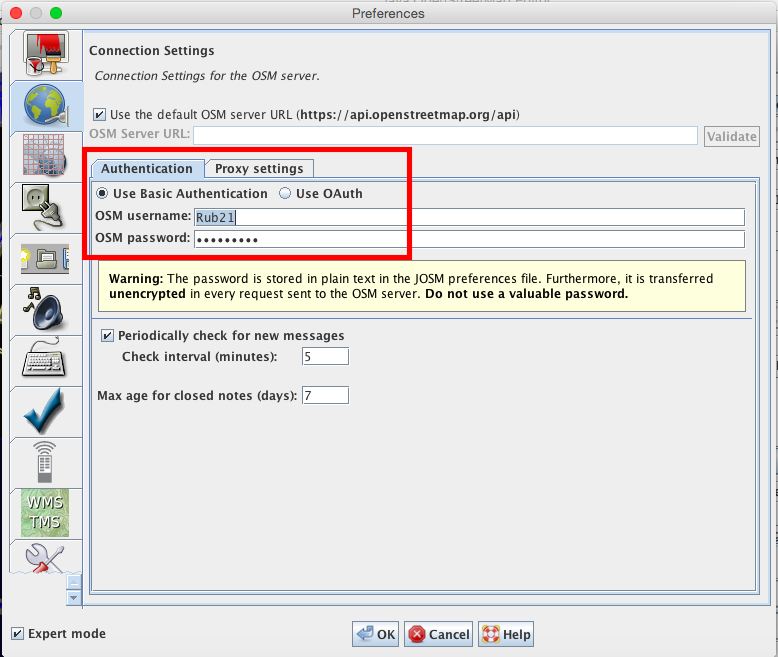 Preferences
Connection Settings
Connection Settings for the OSM server.
Use the default OSM server URL (https://api.openstreetmap.org/api)
OSM Server URL:
Validate
Authentication
Proxy settings
Use Basic Authentication
Use OAuth
OSM username: Rub21
OSM password: •••••••••
Warning: The password is stored in plain text in the JOSM preferences file. Furthermore, it is transferred
unencrypted in every request sent to the OSM server. Do not use a valuable password.
Periodically check for new messages
Check interval (minutes): 5
Max age for closed notes (days): 7
WMS
TMS
Expert mode
OK
Cancel
Help